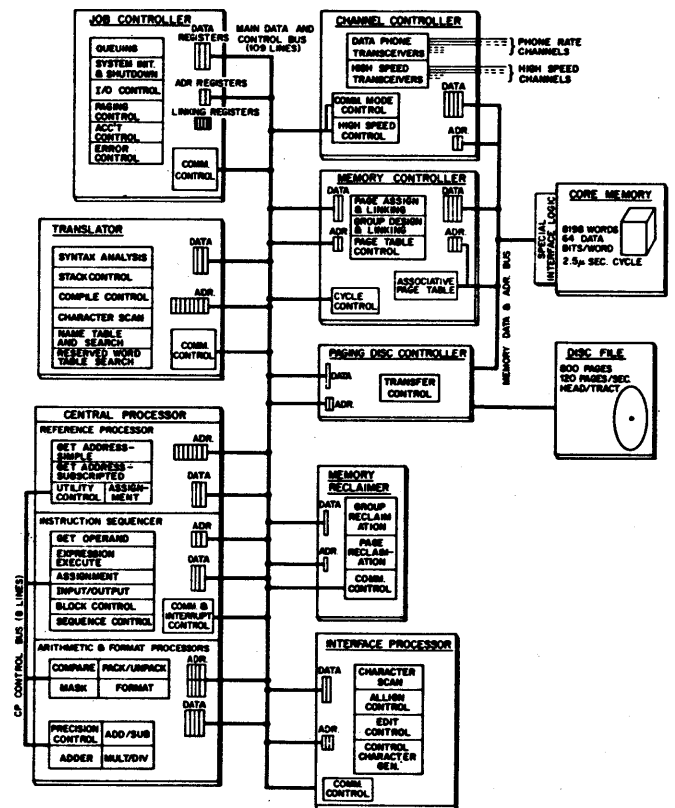 JOB CONTROLLER
DATA
REGISTERS
QUEUING
SYSTEM INIT.
& SHUTDOWN
I/O CONTROL
PAGING
CONTROL
ACC'T
CONTROL
ERROR
CONTROL
ADR REGISTERS
LINKING REGISTERS
COMM.
CONTROL
MAIN DATA AND
CONTROL BUS
(109 LINES)
CHANNEL CONTROLLER
DATA PHONE
TRANSCEIVERS
HIGH SPEED
TRANSCEIVERS
PHONE RATE
CHANNELS
HIGH SPEED
CHANNELS
DATA
COMM. MODE
CONTROL
HIGH SPEED
CONTROL
ADR.
MEMORY CONTROLLER
DATA
DATA
PAGE ASSIGN
& LINKING
GROUP DESIGN
& LINKING
PAGE TABLE
CONTROL
ADR
ADR.
CYCLE
CONTROL
ASSOCIATIVE
PAGE TABLE
MEMORY DATA & ADR. BUS
SPECIAL
INTERFACE LOGIC
CORE MEMORY
8196 WORDS
64 DATA
BITS/WORD
2.5μ SEC. CYCLE
TRANSLATOR
SYNTAX ANALYSIS
STACK CONTROL
COMPILE CONTROL
CHARACTER SCAN
NAME TABLE
AND SEARCH
RESERVED WORD
TABLE SEARCH
DATA
ADR.
COMM.
CONTROL
PAGING DISC CONTROLLER
DATA
TRANSFER
CONTROL
ADR.
DISC FILE
800 PAGES
120 PAGES/SEC.
HEAD/TRACT
CENTRAL PROCESSOR
REFERENCE PROCESSOR
GET ADDRESS-
SIMPLE
GET ADDRESS-
SUBSCRIPTED
UTILITY
CONTROL
ASSIGN-
MENT
ADR.
DATA
INSTRUCTION SEQUENCER
GET OPERAND
EXPRESSION
EXECUTE
ASSIGNMENT
INPUT/OUTPUT
BLOCK CONTROL
SEQUENCE CONTROL
ADR
DATA
COMM. &
INTERRUPT
CONTROL
CP CONTROL BUS (8 LINES)
ARITHMETIC & FORMAT PROCESSORS
COMPARE
PACK/UNPACK
MASK
FORMAT
ADR.
DATA
PRECISION
CONTROL
ADD/SUB
ADDER
MULT/DIV
MEMORY
RECLAIMER
DATA
GROUP
RECLAIM
ATION
PAGE
RECLAIM-
ATION
ADR.
COMM.
CONTROL
INTERFACE PROCESSOR
DATA
CHARACTER
SCAN
ALLIGN
CONTROL
EDIT
CONTROL
CONTROL
CHARACTER
GEN.
ADR.
COMM.
CONTROL